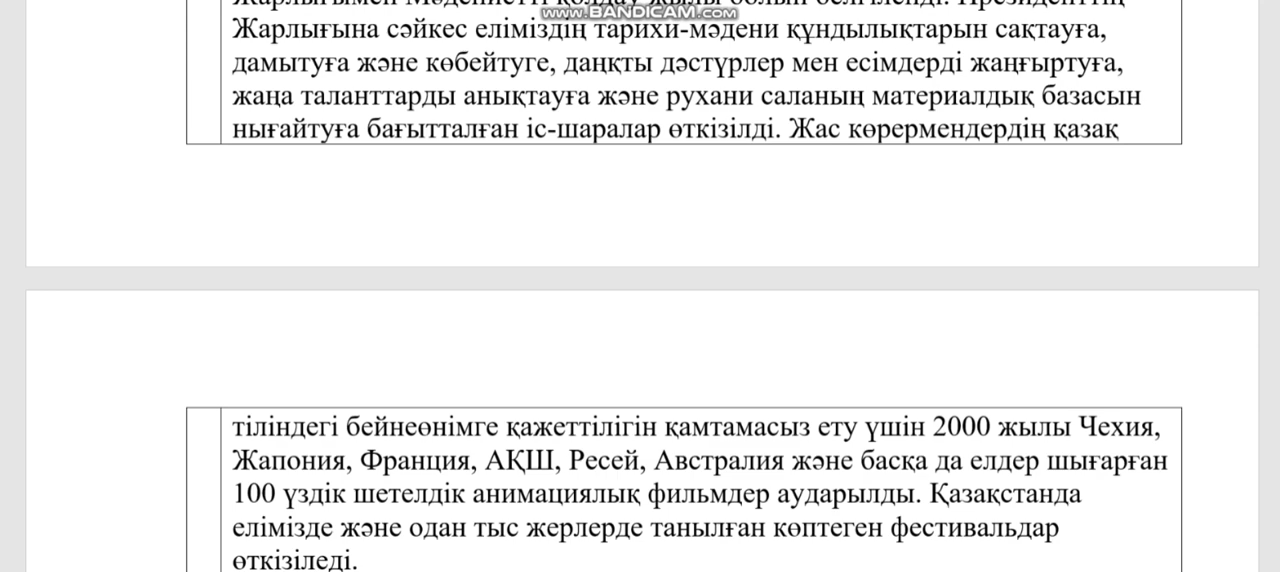 www.BANDICAM.com
Жарлығына сәйкес еліміздің тарихи-мәдени құндылықтарын сақтауға,
дамытуға және көбейтуге, даңқты дәстүрлер мен есімдерді жаңғыртуға,
жаңа таланттарды анықтауға және рухани саланың материалдық базасын
нығайтуға бағытталған іс-шаралар өткізілді. Жас көрермендердің қазақ
тіліндегі бейнеөнімге қажеттілігін қамтамасыз ету үшін 2000 жылы Чехия,
Жапония, Франция, АҚШ, Ресей, Австралия және басқа да елдер шығарған
100 үздік шетелдік анимациялық фильмдер аударылды. Қазақстанда
елімізде және одан тыс жерлерде танылған көптеген фестивальдар
өткізіледі.